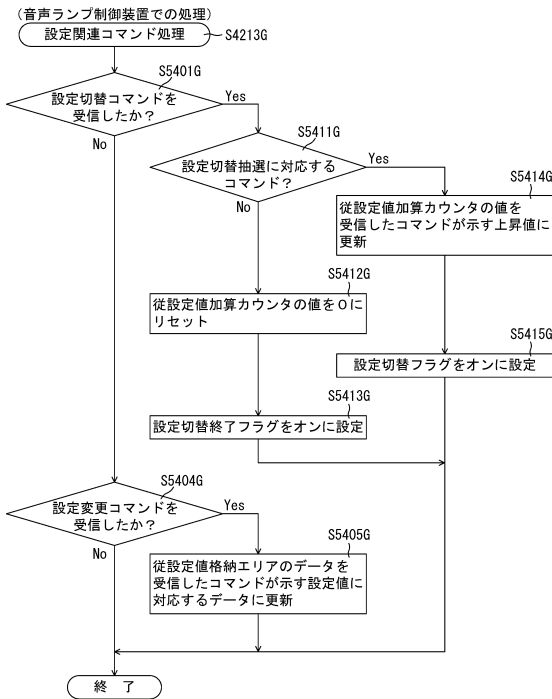 (音声ランプ制御装置での処理)
設定関連コマンド処理
S4213G
S5401G
設定切替コマンドを
受信したか?
Yes
No
S5411G
設定切替抽選に対応する
コマンド?
Yes
No
S5414G
従設定値加算カウンタの値を
受信したコマンドが示す上昇値に
更新
S5412G
従設定値加算カウンタの値を0に
リセット
S5415G
設定切替フラグをオンに設定
S5413G
設定切替終了フラグをオンに設定
S5404G
設定変更コマンドを
受信したか?
Yes
No
S5405G
従設定値格納エリアのデータを
受信したコマンドが示す設定値に
対応するデータに更新
終 了